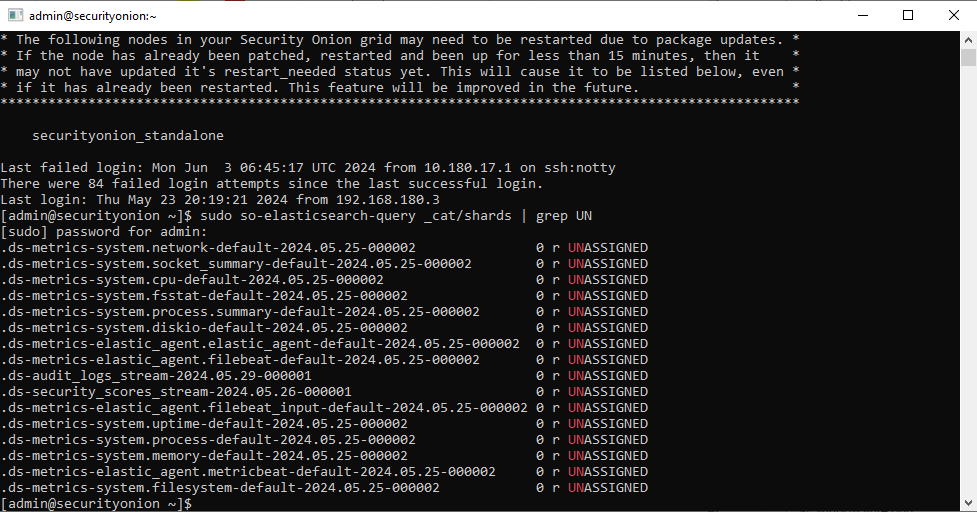 admin@securityonion:~
* The following nodes in your Security Onion grid may need to be restarted due to package updates. *
* If the node has already been patched, restarted and been up for less than 15 minutes, then it *
* may not have updated it's restart_needed status yet. This will cause it to be listed below, even *
* if it has already been restarted. This feature will be improved in the future. *
****************************************************************************************************
securityonion_standalone
Last failed login: Mon Jun  3 06:45:17 UTC 2024 from 10.180.17.1 on ssh:notty
There were 84 failed login attempts since the last successful login.
Last login: Thu May 23 20:19:21 2024 from 192.168.180.3
[admin@securityonion ~]$ sudo so-elasticsearch-query _cat/shards | grep UN
[sudo] password for admin:
.ds-metrics-system.network-default-2024.05.25-000002 0 r UNASSIGNED
.ds-metrics-system.socket_summary-default-2024.05.25-000002 0 r UNASSIGNED
.ds-metrics-system.cpu-default-2024.05.25-000002 0 r UNASSIGNED
.ds-metrics-system.fsstat-default-2024.05.25-000002 0 r UNASSIGNED
.ds-metrics-system.process.summary-default-2024.05.25-000002 0 r UNASSIGNED
.ds-metrics-system.diskio-default-2024.05.25-000002 0 r UNASSIGNED
.ds-metrics-elastic_agent.elastic_agent-default-2024.05.25-000002 0 r UNASSIGNED
.ds-metrics-elastic_agent.filebeat-default-2024.05.25-000002 0 r UNASSIGNED
.ds-audit_logs_stream-2024.05.29-000001 0 r UNASSIGNED
.ds-security_scores_stream-2024.05.26-000001 0 r UNASSIGNED
.ds-metrics-elastic_agent.filebeat_input-default-2024.05.25-000002 0 r UNASSIGNED
.ds-metrics-system.uptime-default-2024.05.25-000002 0 r UNASSIGNED
.ds-metrics-system.process-default-2024.05.25-000002 0 r UNASSIGNED
.ds-metrics-system.memory-default-2024.05.25-000002 0 r UNASSIGNED
.ds-metrics-elastic_agent.metricbeat-default-2024.05.25-000002 0 r UNASSIGNED
.ds-metrics-system.filesystem-default-2024.05.25-000002 0 r UNASSIGNED
[admin@securityonion ~]$